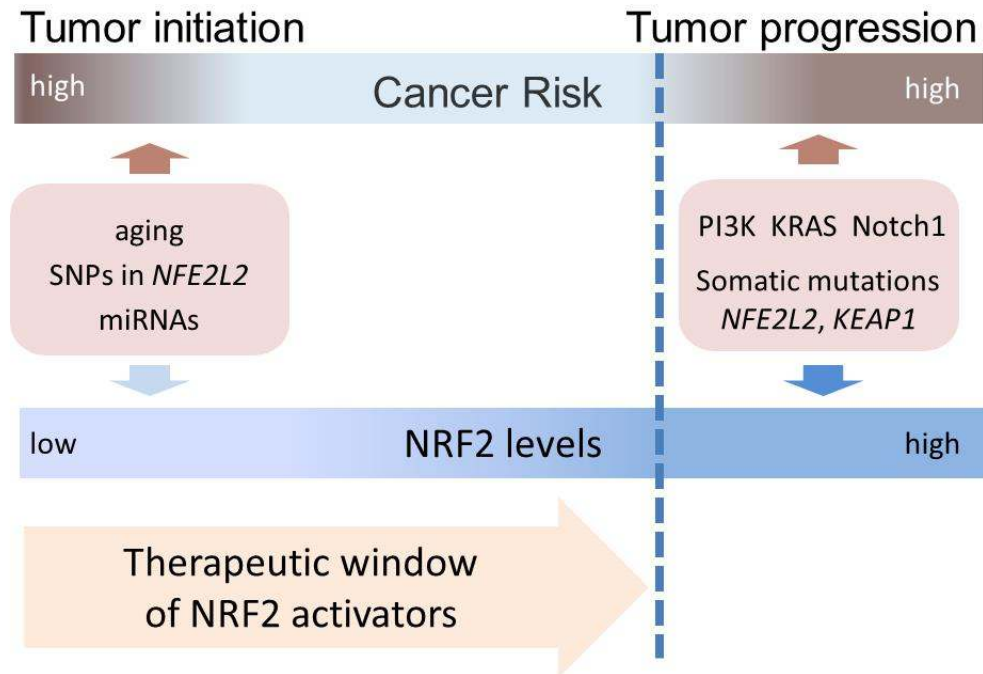 Tumor initiation
Tumor progression
high
Cancer Risk
high
aging
SNPs in NFE2L2
miRNAs
PI3K KRAS Notch1
Somatic mutations
NFE2L2, KEAP1
low
NRF2 levels
high
Therapeutic window
of NRF2 activators